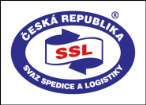 ČESKÁ REPUBLIKA
®
SSL
SVAZ SPEDICE A LOGISTIKY